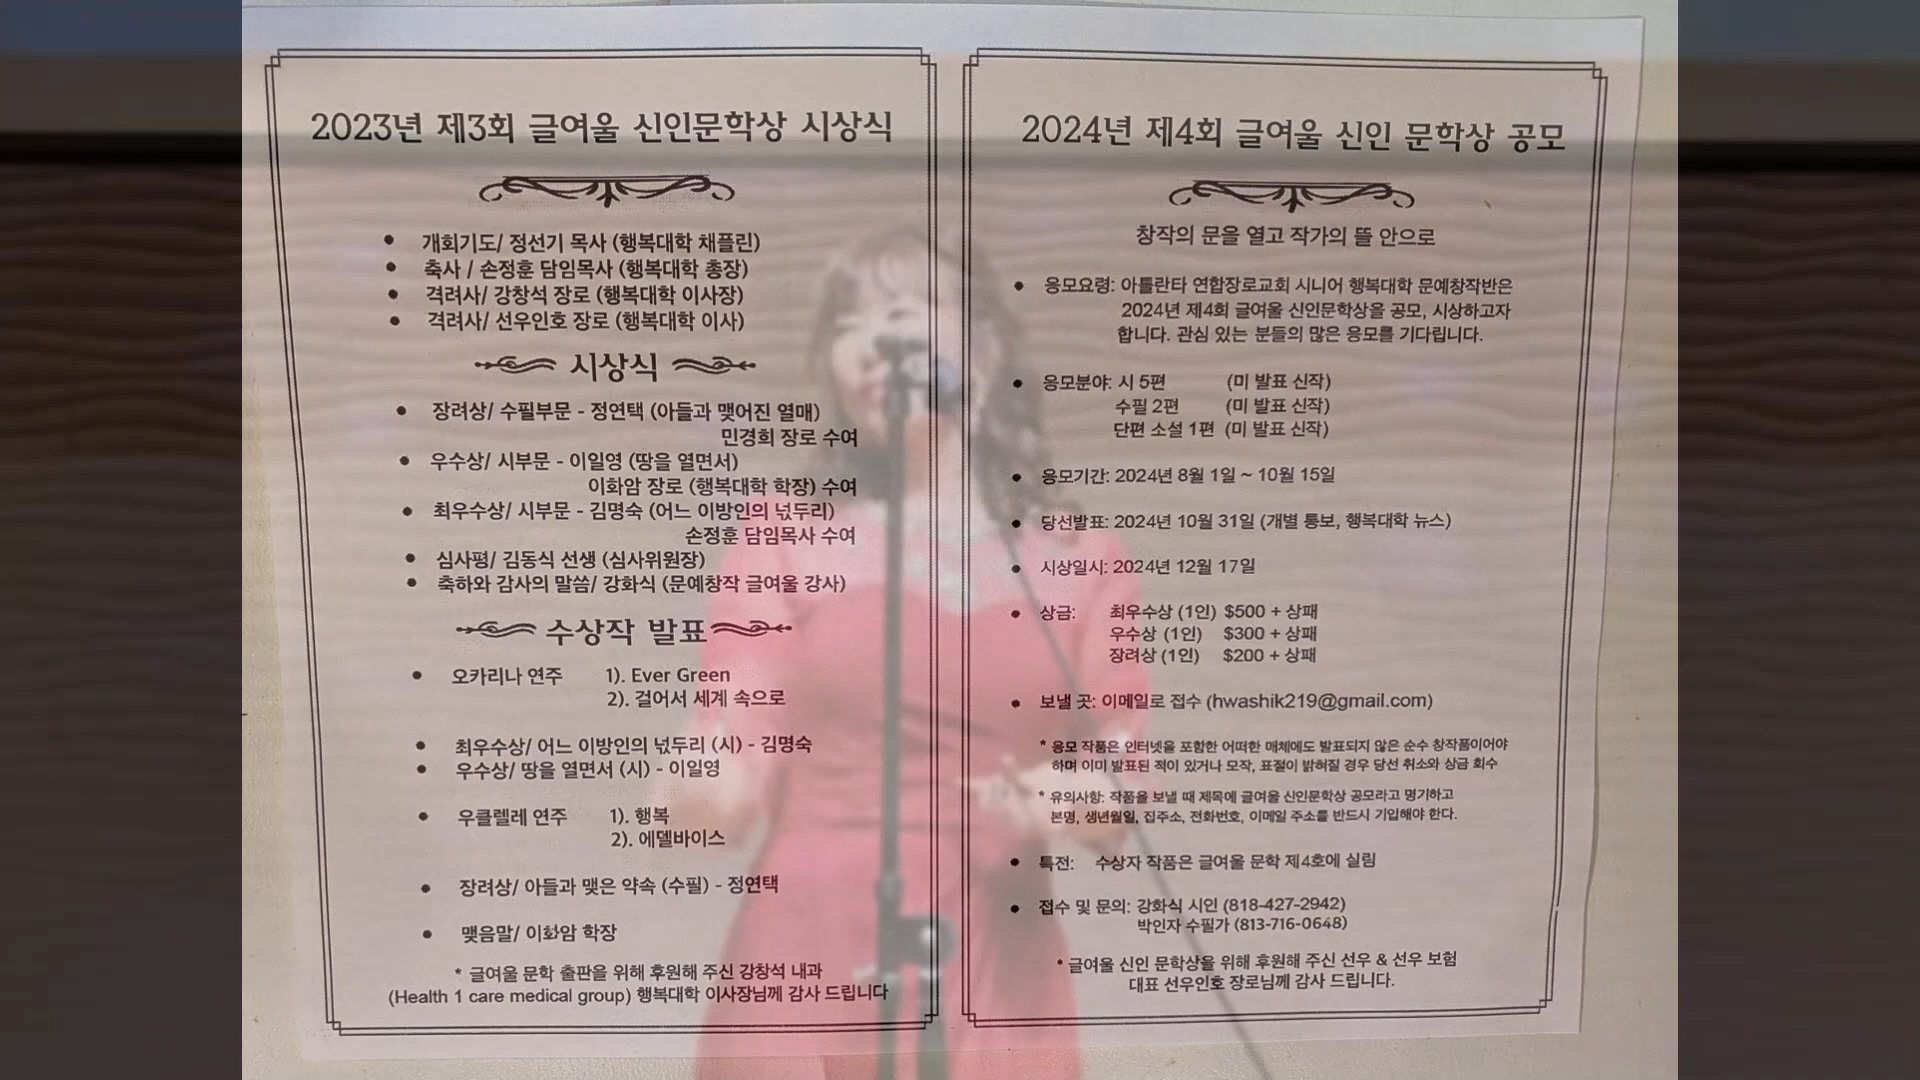 2023년 제3회 글여울 신인문학상 시상식
• 개회기도/ 정선기 목사 (행복대학 채플린)
• 축사 / 손정훈 담임목사 (행복대학 총장)
• 격려사/ 강창석 장로 (행복대학 이사장)
• 격려사/ 선우인호 장로 (행복대학 이사)
시상식
• 장려상/ 수필부문 - 정연택 (아들과 맺어진 열매)
민경희 장로 수여
• 우수상/ 시부문 - 이일영 (땅을 열면서)
이화암 장로 (행복대학 학장) 수여
• 최우수상/ 시부문 - 김명숙 (어느 이방인의 넋두리)
손정훈 담임목사 수여
• 심사평/ 김동식 선생 (심사위원장)
• 축하와 감사의 말씀/ 강화식 (문예창작 글여울 강사)
수상작 발표
• 오카리나 연주 1). Ever Green
2). 걸어서 세계 속으로
• 최우수상/ 어느 이방인의 넋두리 (시) - 김명숙
• 우수상/ 땅을 열면서 (시) - 이일영
• 우클렐레 연주 1). 행복
2). 에델바이스
• 장려상/ 아들과 맺은 약속 (수필) - 정연택
• 맺음말/ 이화암 학장
* 글여울 문학 출판을 위해 후원해 주신 강창석 내과
(Health 1 care medical group) 행복대학 이사장님께 감사 드립니다
2024년 제4회 글여울 신인 문학상 공모
창작의 문을 열고 작가의 뜰 안으로
• 응모요령: 아틀란타 연합장로교회 시니어 행복대학 문예창작반은
2024년 제4회 글여울 신인문학상을 공모, 시상하고자
합니다. 관심 있는 분들의 많은 응모를 기다립니다.
• 응모분야: 시 5편 (미 발표 신작)
수필 2편 (미 발표 신작)
단편 소설 1편 (미 발표 신작)
• 응모기간: 2024년 8월 1일 ~ 10월 15일
• 당선발표: 2024년 10월 31일 (개별 통보, 행복대학 뉴스)
• 시상일시: 2024년 12월 17일
• 상금: 최우수상 (1인) $500 + 상패
우수상 (1인) $300 + 상패
장려상 (1인) $200 + 상패
• 보낼 곳: 이메일로 접수 (hwashik219@gmail.com)
* 응모 작품은 인터넷을 포함한 어떠한 매체에도 발표되지 않은 순수 창작품이어야
하며 이미 발표된 적이 있거나 모작, 표절이 밝혀질 경우 당선 취소와 상금 회수
* 유의사항: 작품을 보낼 때 제목에 글여울 신인문학상 공모라고 명기하고
본명, 생년월일, 집주소, 전화번호, 이메일 주소를 반드시 기입해야 한다.
• 특전: 수상자 작품은 글여울 문학 제4호에 실림
• 접수 및 문의: 강화식 시인 (818-427-2942)
박인자 수필가 (813-716-0648)
* 글여울 신인 문학상을 위해 후원해 주신 선우 & 선우 보험
대표 선우인호 장로님께 감사 드립니다.